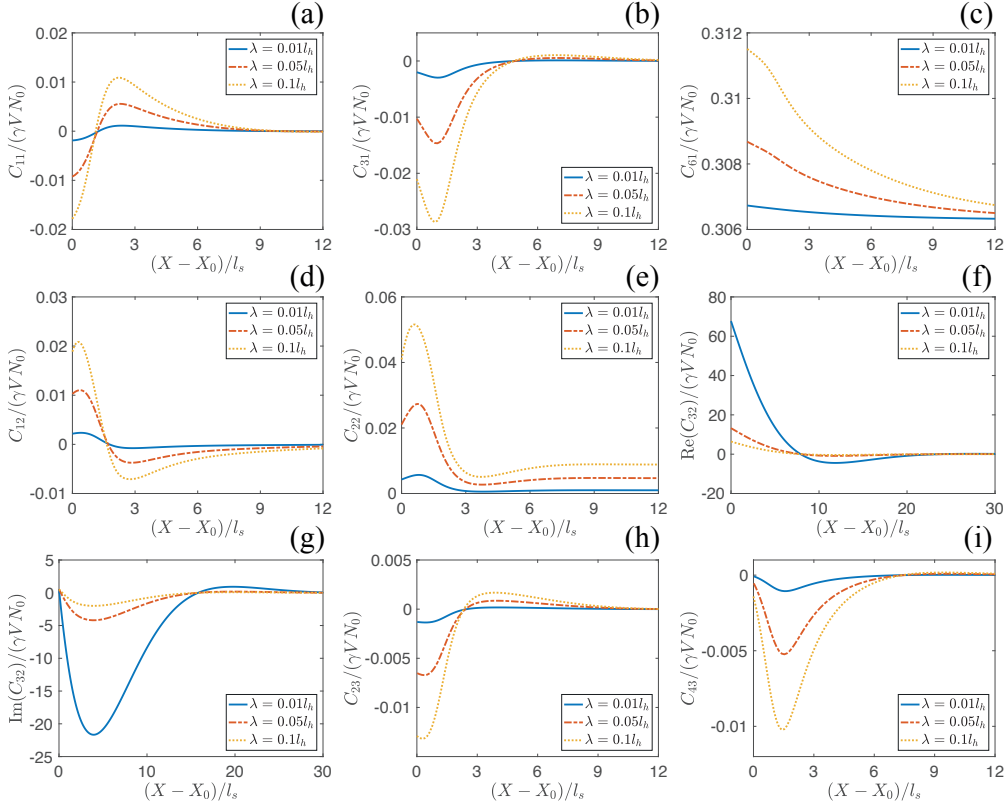 (a)
0.02
0.01
0
-0.01
-0.02
0 3 6 9 12
C₁₁/(γVN₀)
(X − X₀)/lₛ
λ = 0.01lₕ
λ = 0.05lₕ
λ = 0.1lₕ
(b)
0
-0.01
-0.02
-0.03
0 3 6 9 12
C₃₁/(γVN₀)
(X − X₀)/lₛ
λ = 0.01lₕ
λ = 0.05lₕ
λ = 0.1lₕ
(c)
0.312
0.31
0.308
0.306
0 3 6 9 12
C₆₁/(γVN₀)
(X − X₀)/lₛ
λ = 0.01lₕ
λ = 0.05lₕ
λ = 0.1lₕ
(d)
0.03
0.02
0.01
0
-0.01
0 3 6 9 12
C₁₂/(γVN₀)
(X − X₀)/lₛ
λ = 0.01lₕ
λ = 0.05lₕ
λ = 0.1lₕ
(e)
0.06
0.04
0.02
0
0 3 6 9 12
C₂₂/(γVN₀)
(X − X₀)/lₛ
λ = 0.01lₕ
λ = 0.05lₕ
λ = 0.1lₕ
(f)
80
60
40
20
0
-20
0 10 20 30
Re(C₃₂)/(γVN₀)
(X − X₀)/lₛ
λ = 0.01lₕ
λ = 0.05lₕ
λ = 0.1lₕ
(g)
5
0
-5
-10
-15
-20
-25
0 10 20 30
Im(C₃₂)/(γVN₀)
(X − X₀)/lₛ
λ = 0.01lₕ
λ = 0.05lₕ
λ = 0.1lₕ
(h)
0.005
0
-0.005
-0.01
0 3 6 9 12
C₂₃/(γVN₀)
(X − X₀)/lₛ
λ = 0.01lₕ
λ = 0.05lₕ
λ = 0.1lₕ
(i)
0
-0.005
-0.01
0 3 6 9 12
C₄₃/(γVN₀)
(X − X₀)/lₛ
λ = 0.01lₕ
λ = 0.05lₕ
λ = 0.1lₕ